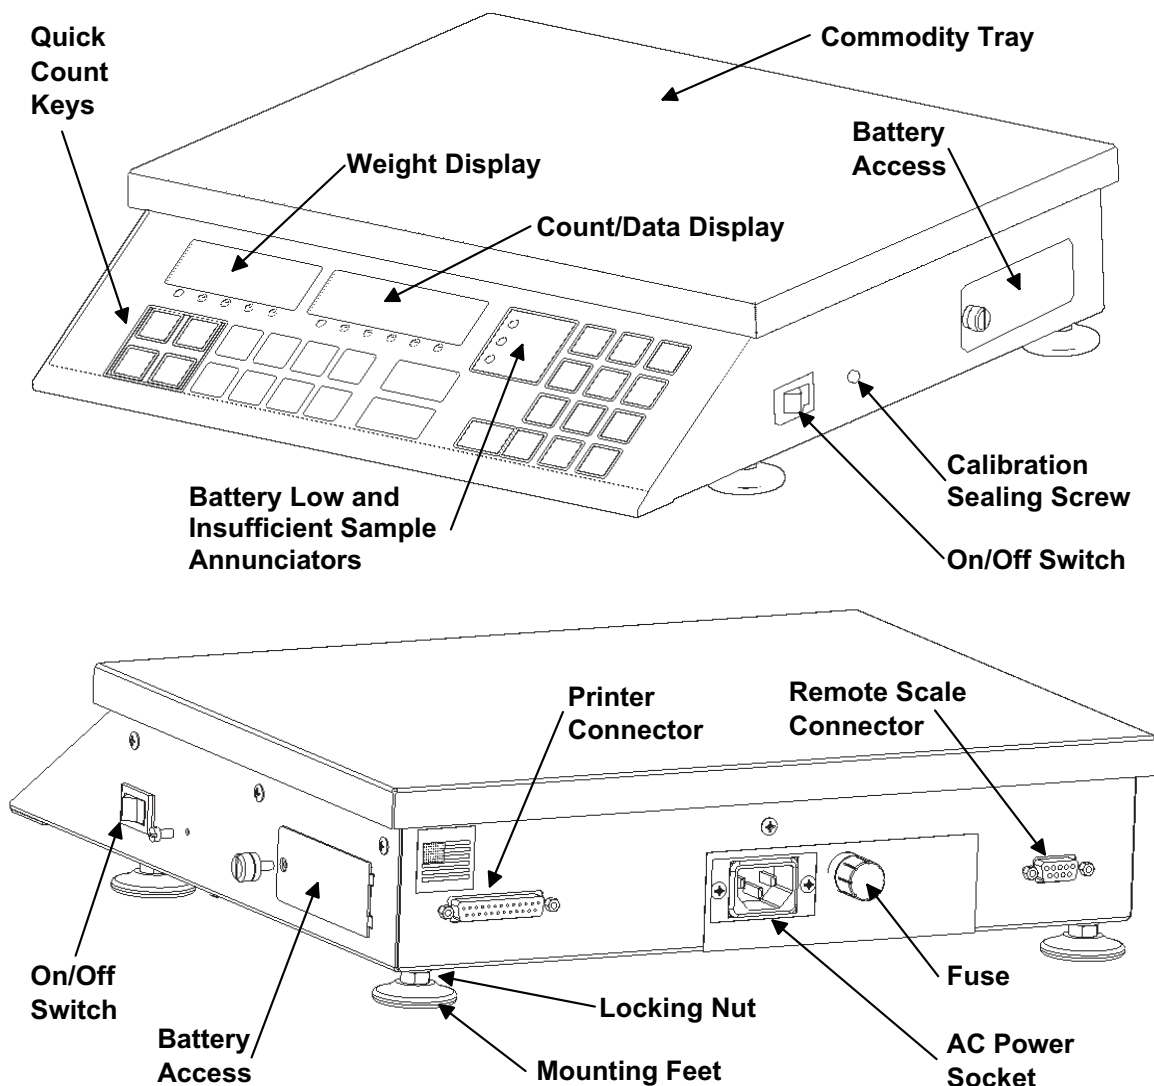 Quick
Count
Keys
Commodity Tray
Battery
Access
Weight Display
Count/Data Display
Battery Low and
Insufficient Sample
Annunciators
Calibration
Sealing Screw
On/Off Switch
Printer
Connector
Remote Scale
Connector
On/Off
Switch
Battery
Access
Locking Nut
Mounting Feet
Fuse
AC Power
Socket